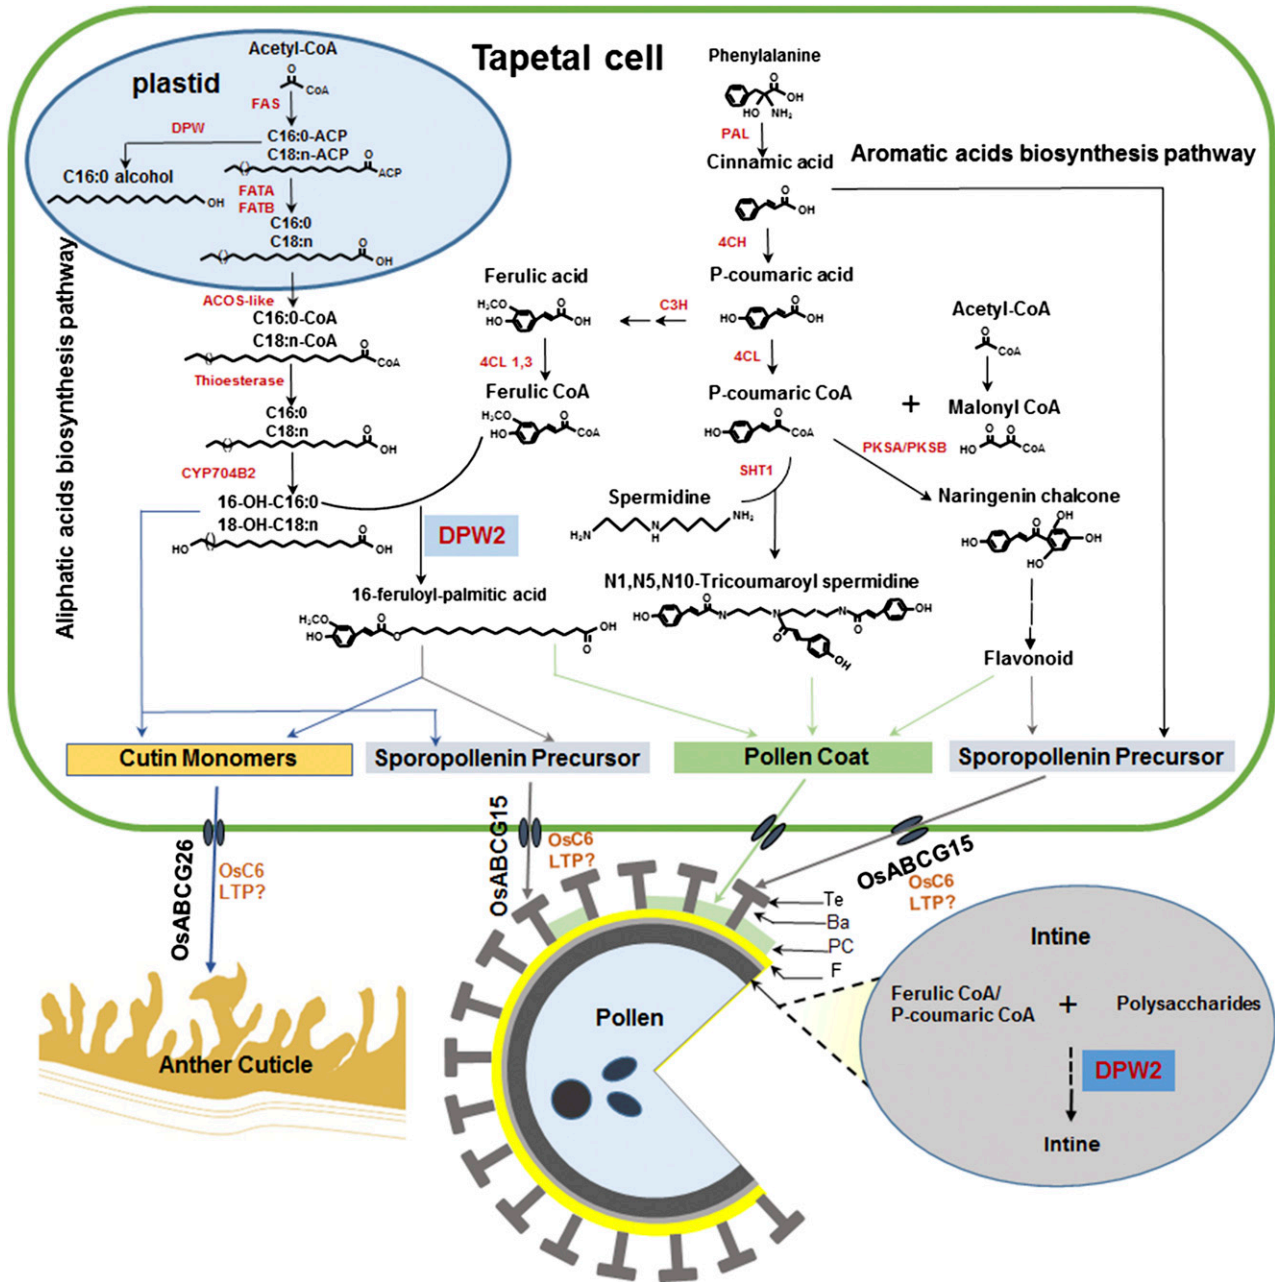 Tapetal cell
plastid
Acetyl-CoA
O
CoA
FAS
DPW
C16:0-ACP
C18:n-ACP
O
ACP
C16:0 alcohol
OH
FATA
FATB
C16:0
C18:n
O
OH
Aliphatic acids biosynthesis pathway
ACOS-like
C16:0-CoA
C18:n-CoA
O
CoA
Thioesterase
C16:0
C18:n
O
OH
CYP704B2
16-OH-C16:0
18-OH-C18:n
HO
O
OH
Phenylalanine
O
OH
HO NH2
PAL
Cinnamic acid
Aromatic acids biosynthesis pathway
O
OH
4CH
P-coumaric acid
O
HO
OH
C3H
Ferulic acid
H3CO
O
HO
OH
4CL 1,3
Ferulic CoA
H3CO
O
HO
CoA
4CL
P-coumaric CoA
O
HO
CoA
+
Acetyl-CoA
O
CoA
Malonyl CoA
O O
HO
CoA
PKSA/PKSB
SHT1
Spermidine
H2N
N
H
NH2
Naringenin chalcone
OH
O
HO
OH
HO
DPW2
16-feruloyl-palmitic acid
H3CO
O
HO
O
OH
O
N1,N5,N10-Tricoumaroyl spermidine
HO
O
N
N
N
O
O
OH
OH
Flavonoid
Cutin Monomers
Sporopollenin Precursor
Pollen Coat
Sporopollenin Precursor
OsABCG26
OsC6
LTP?
OsABCG15
OsC6
LTP?
OsABCG15
OsC6
LTP?
Te
Ba
PC
F
Anther Cuticle
Pollen
Intine
Ferulic CoA/
P-coumaric CoA
+
Polysaccharides
DPW2
Intine